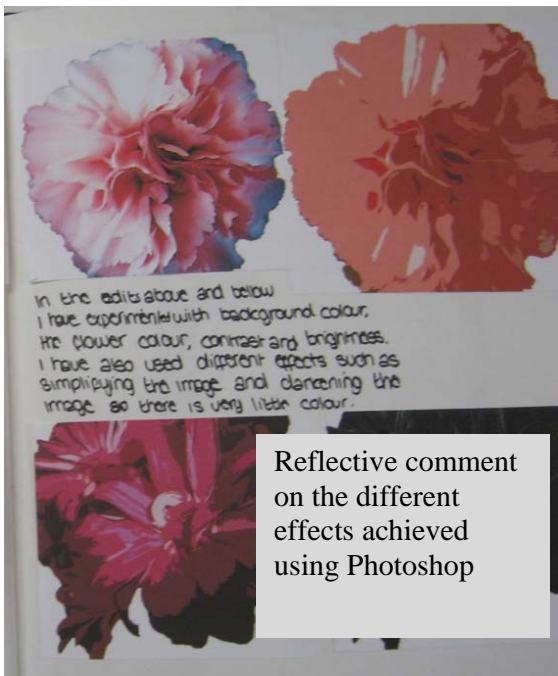 In the edits above and bellow
I have experimented with background colour,
the flower colour, contrast and brightness.
I have also used different effects such as
simplifying the image and darkening the
image so there is very little colour.
Reflective comment
on the different
effects achieved
using Photoshop